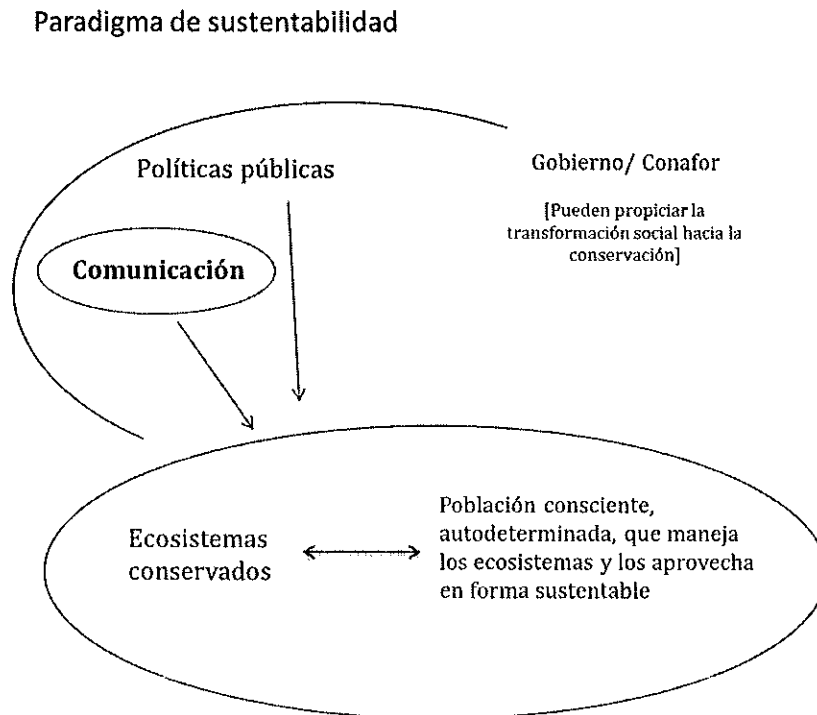 Paradigma de sustentabilidad
Políticas públicas
Gobierno/ Conafor
[Pueden propiciar la
transformación social hacia la
conservación]
Comunicación
Ecosistemas
conservados
Población consciente,
autodeterminada, que maneja
los ecosistemas y los aprovecha
en forma sustentable